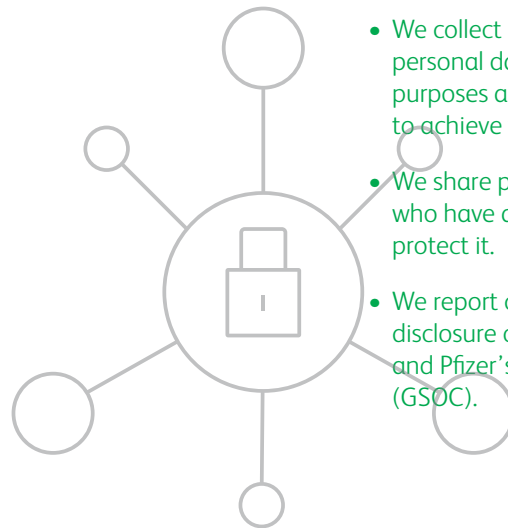 • We collect
personal da
purposes a
to achieve
• We share p
who have a
protect it.
• We report a
disclosure o
and Pfizer's
(GSOC).